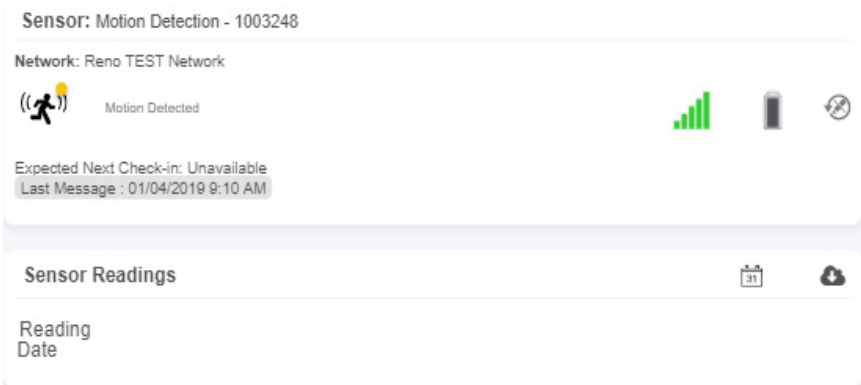 Sensor: Motion Detection - 1003248
Network: Reno TEST Network
Motion Detected
Expected Next Check-in: Unavailable
Last Message : 01/04/2019 9:10 AM
Sensor Readings
31
Reading
Date